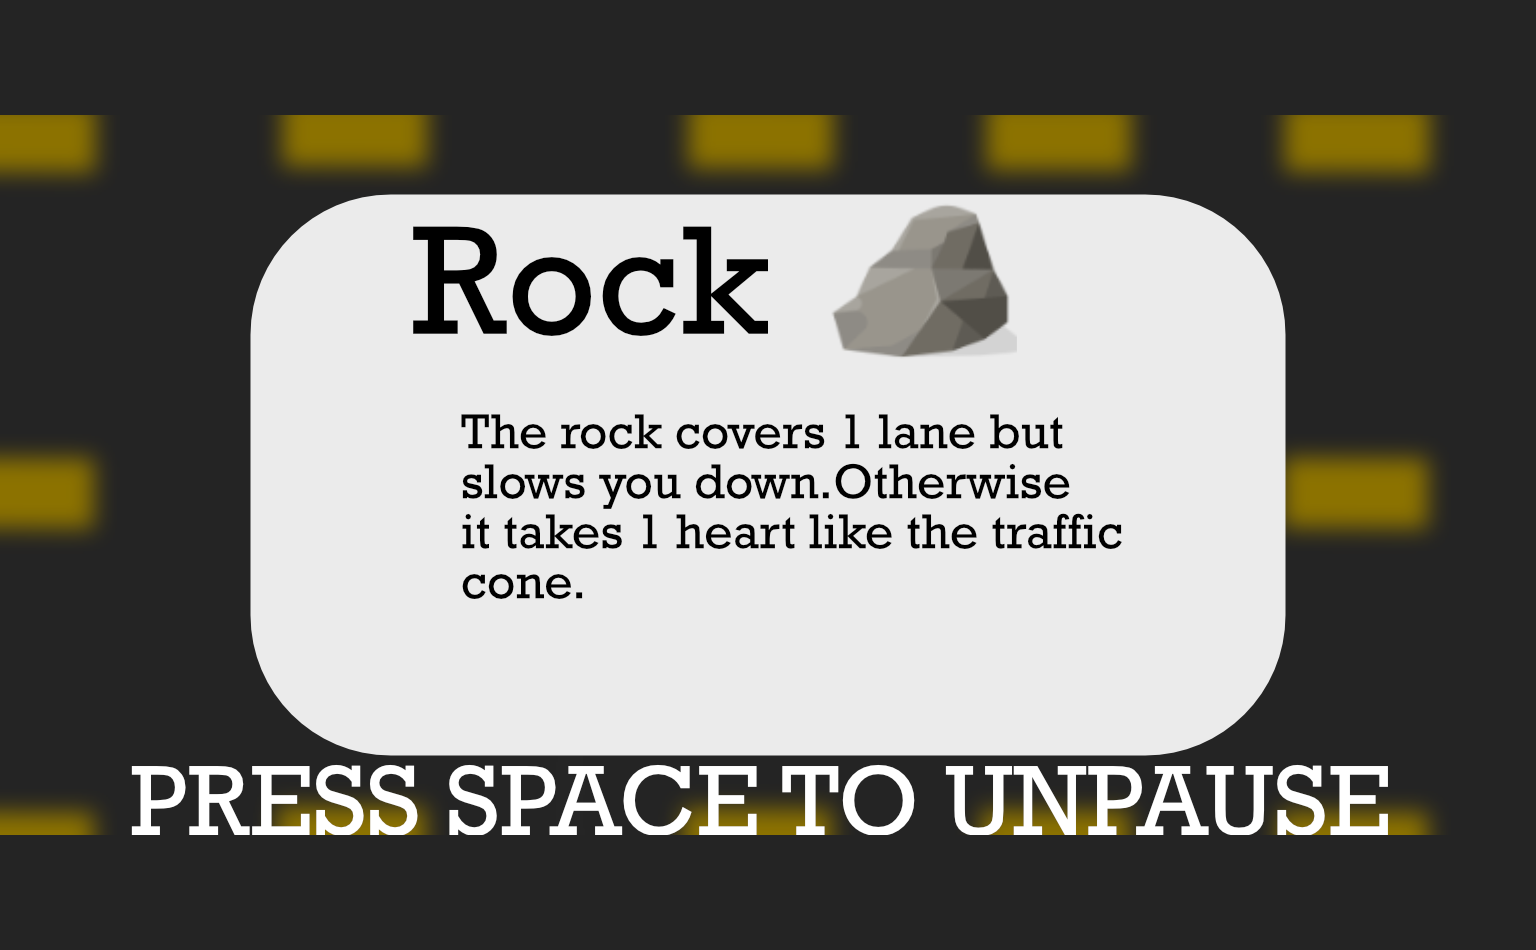 Rock
The rock covers 1 lane but
slows you down.Otherwise
it takes 1 heart like the traffic
cone.
PRESS SPACE TO UNPAUSE